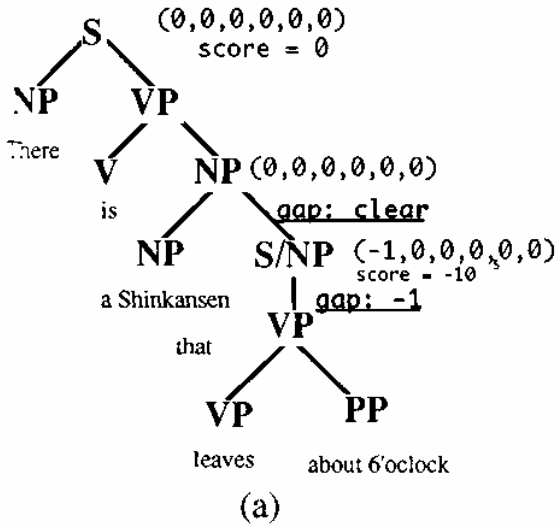 S (0,0,0,0,0,0)
score = 0
NP VP
There
V NP (0,0,0,0,0,0)
is
gap: clear
NP S/NP (-1,0,0,0,0,0)
score = -10
a Shinkansen gap: -1
VP
that
VP PP
leaves about 6'oclock
(a)